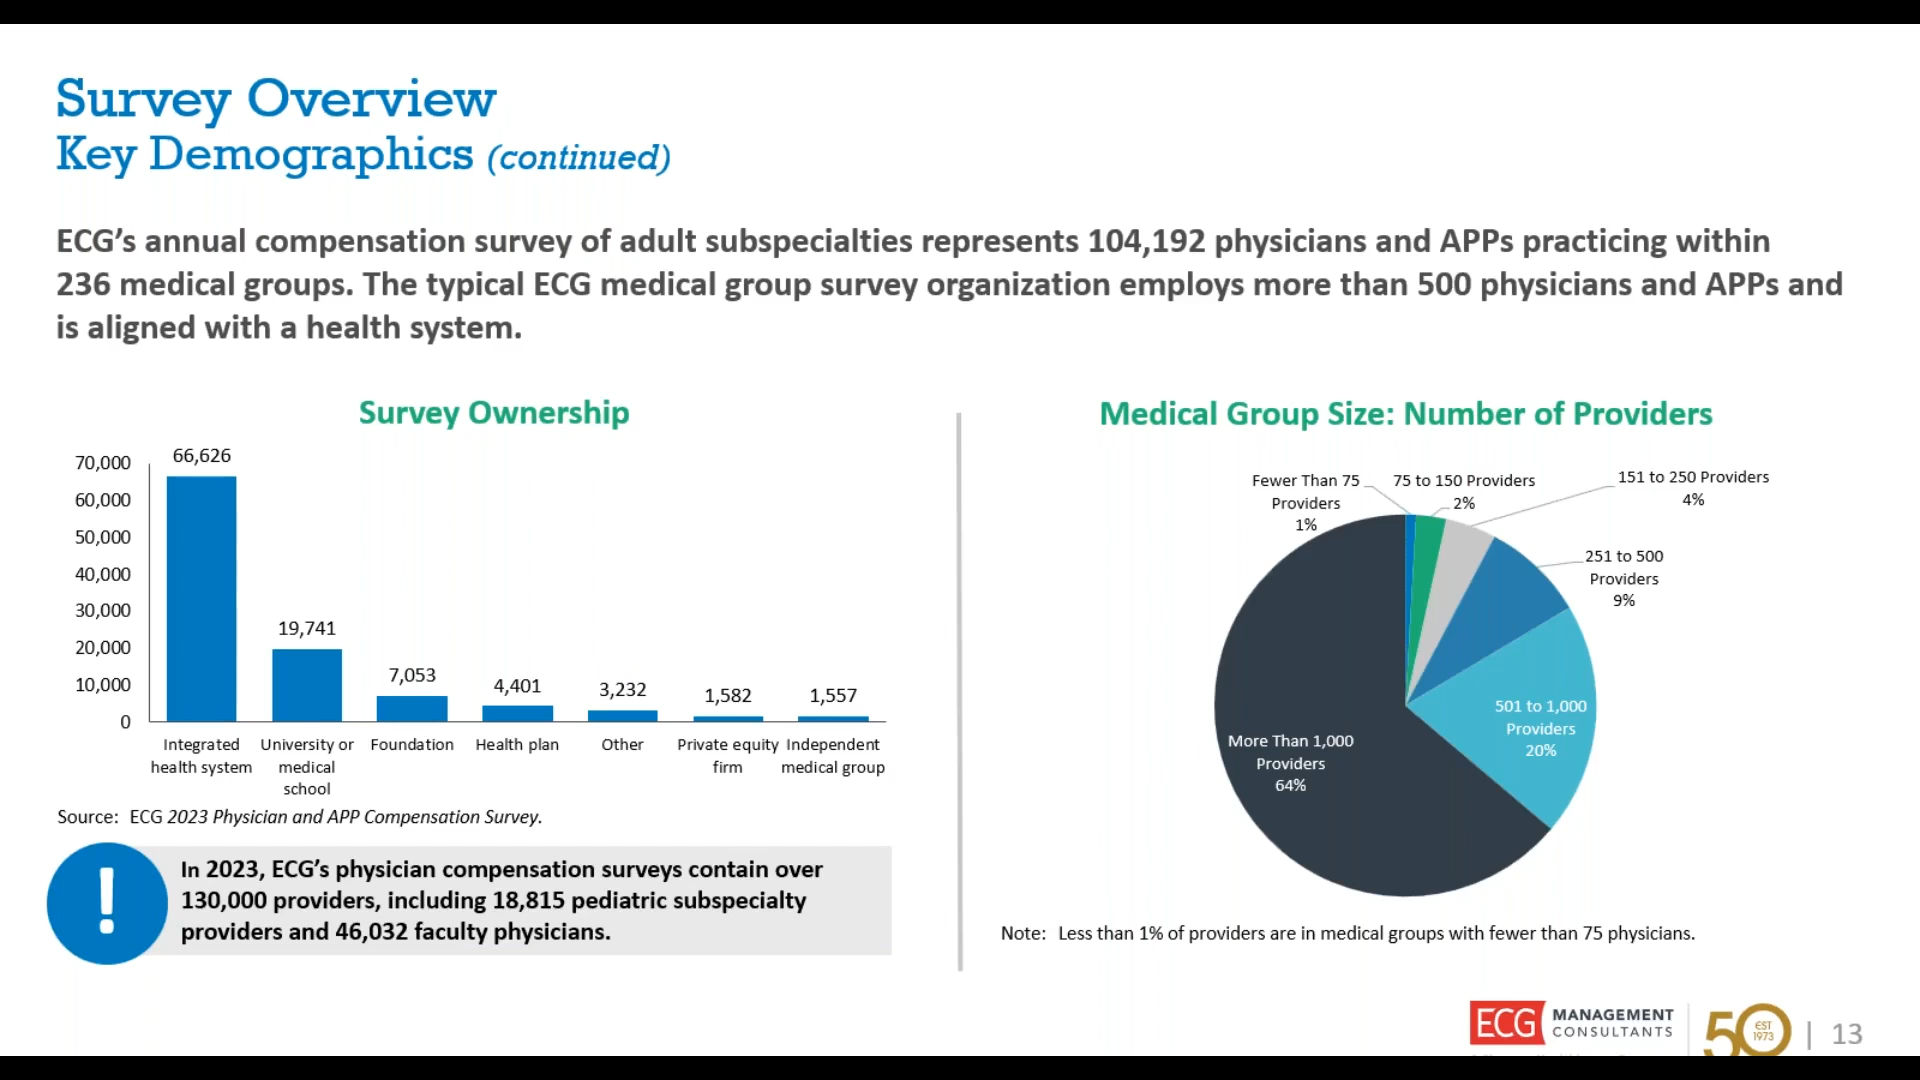 Survey Overview
Key Demographics (continued)
ECG’s annual compensation survey of adult subspecialties represents 104,192 physicians and APPs practicing within
236 medical groups. The typical ECG medical group survey organization employs more than 500 physicians and APPs and
is aligned with a health system.
Survey Ownership
70,000
60,000
50,000
40,000
30,000
20,000
10,000
0
66,626
19,741
7,053
4,401
3,232
1,582
1,557
Integrated
health system
University or
medical
school
Foundation
Health plan
Other
Private equity
firm
Independent
medical group
Source: ECG 2023 Physician and APP Compensation Survey.
!
In 2023, ECG’s physician compensation surveys contain over
130,000 providers, including 18,815 pediatric subspecialty
providers and 46,032 faculty physicians.
Medical Group Size: Number of Providers
Fewer Than 75
Providers
1%
75 to 150 Providers
2%
151 to 250 Providers
4%
251 to 500
Providers
9%
501 to 1,000
Providers
20%
More Than 1,000
Providers
64%
Note: Less than 1% of providers are in medical groups with fewer than 75 physicians.
ECG
MANAGEMENT
CONSULTANTS
50
EST
1973
| 13